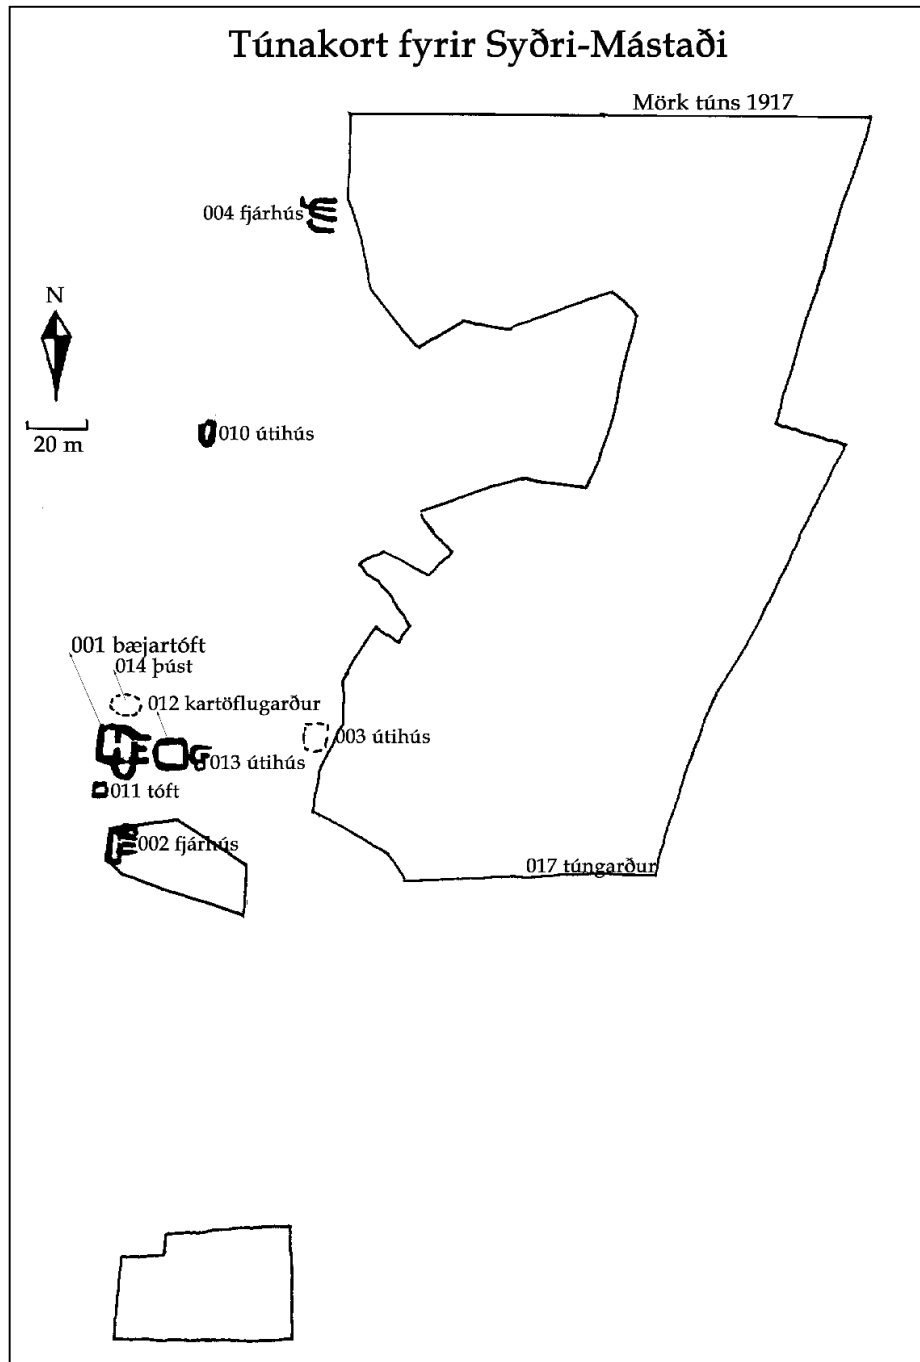 Túnakort fyrir Syðri-Mástaði
Mörk túns 1917
004 fjárhús
N
20 m
010 útihús
001 bæjartóft
014 þúst
012 kartöflugarður
003 útihús
013 útihús
011 tóft
002 fjárhús
017 túngarður